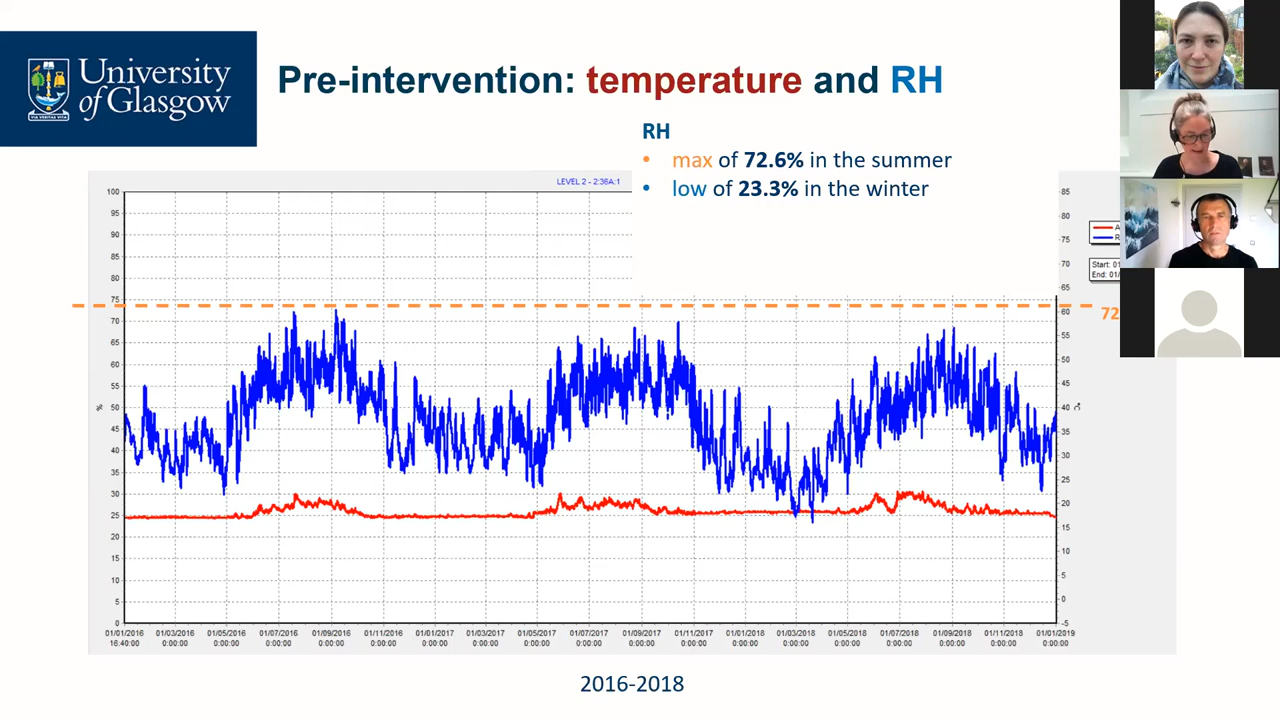 University
of Glasgow
VIA VERITAS VITA
Pre-intervention: temperature and RH
RH
• max of 72.6% in the summer
• low of 23.3% in the winter
LEVEL 2 - 2:36A:1
100
95
90
85
80
75
70
65
60
55
50
45
40
35
30
25
20
15
10
5
0
%
85
80
75
70
65
60
55
50
45
40
35
30
25
20
15
10
5
0
-5
°C
A
R
Start: 01
End: 01/
72
01/01/2016 01/03/2016 01/05/2016 01/07/2016 01/09/2016 01/11/2016 01/01/2017 01/03/2017 01/05/2017 01/07/2017 01/09/2017 01/11/2017 01/01/2018 01/03/2018 01/05/2018 01/07/2018 01/09/2018 01/11/2018 01/01/2019
16:40:00 0:00:00 0:00:00 0:00:00 0:00:00 0:00:00 0:00:00 0:00:00 0:00:00 0:00:00 0:00:00 0:00:00 0:00:00 0:00:00 0:00:00 0:00:00 0:00:00 0:00:00 0:00:00
2016-2018